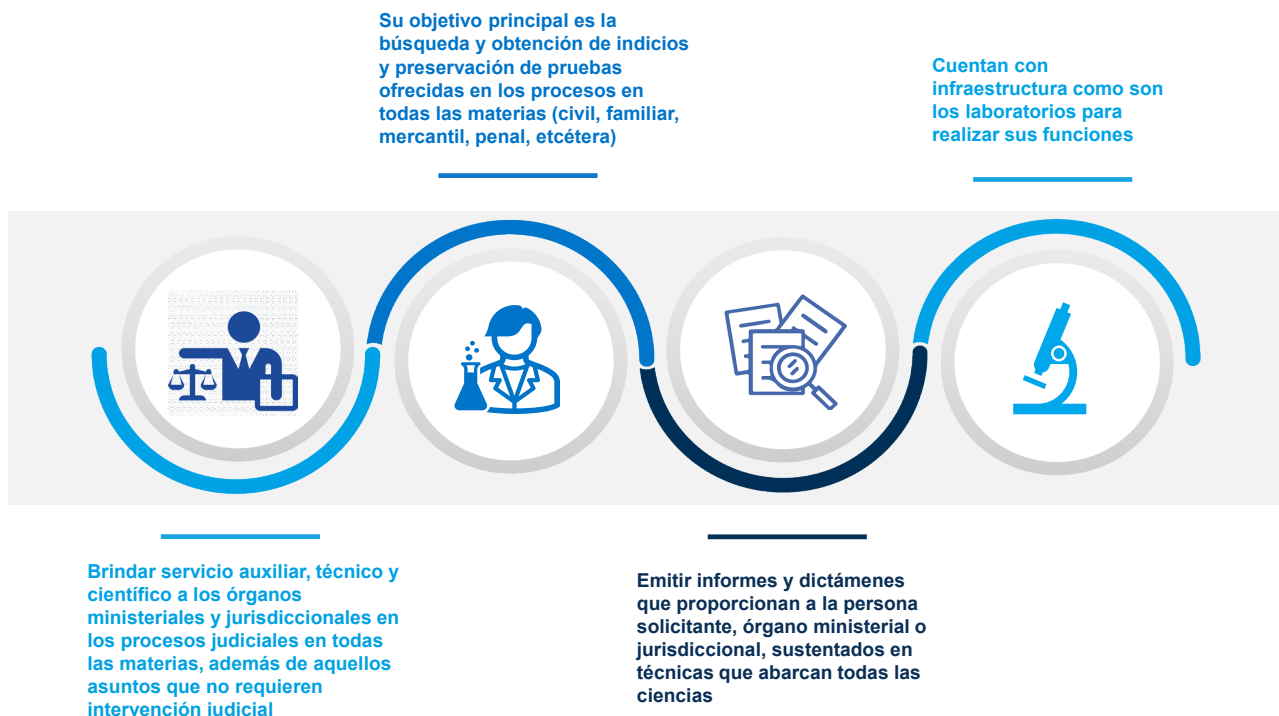 Su objetivo principal es la
búsqueda y obtención de indicios
y preservación de pruebas
ofrecidas en los procesos en
todas las materias (civil, familiar,
mercantil, penal, etcétera)
Cuentan con
infraestructura como son
los laboratorios para
realizar sus funciones
Brindar servicio auxiliar, técnico y
científico a los órganos
ministeriales y jurisdiccionales en
los procesos judiciales en todas
las materias, además de aquellos
asuntos que no requieren
intervención judicial
Emitir informes y dictámenes
que proporcionan a la persona
solicitante, órgano ministerial o
jurisdiccional, sustentados en
técnicas que abarcan todas las
ciencias